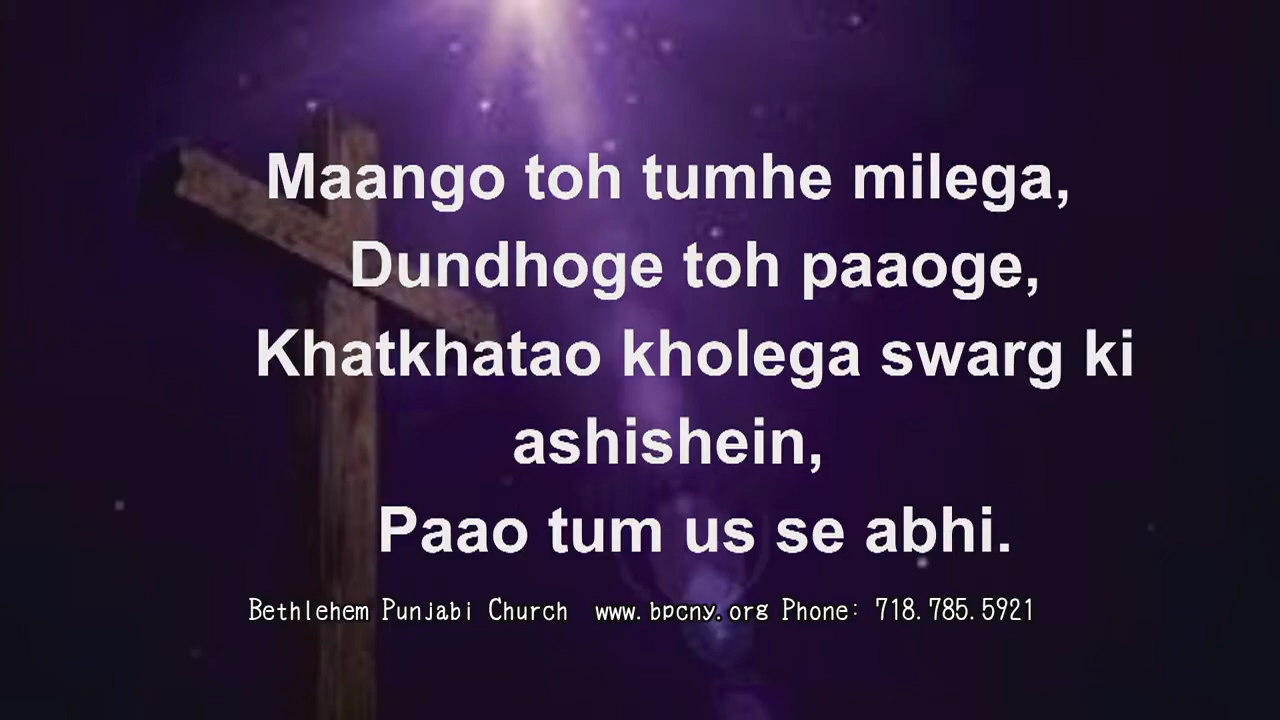 Maango toh tumhe milega,
Dundhoge toh paaoge,
Khatkhatao kholega swarg ki
ashishein,
Paao tum us se abhi.
Bethlehem Punjabi Church www.bpcny.org Phone: 718.785.5921